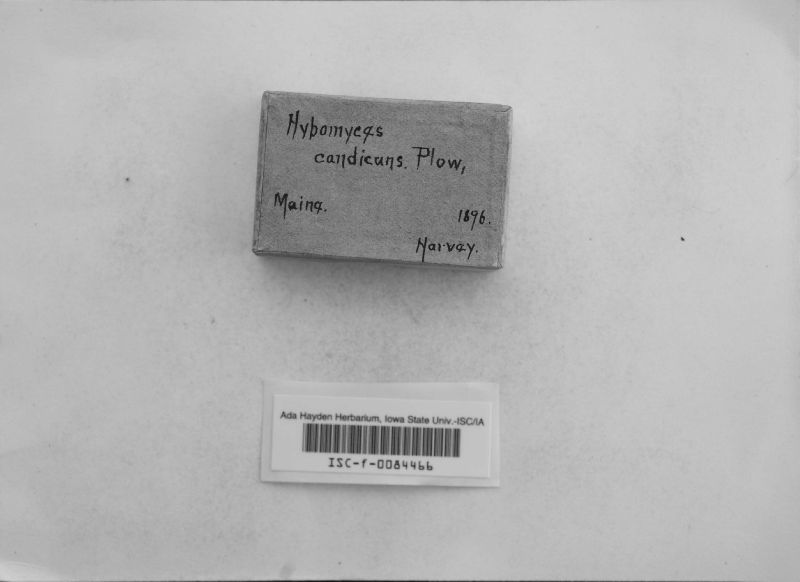 Hypomyces
candicans. Plow,
Maine.
1896.
Harvey.
Ada Hayden Herbarium, Iowa State Univ.-ISC/IA
ISC-f-0084466